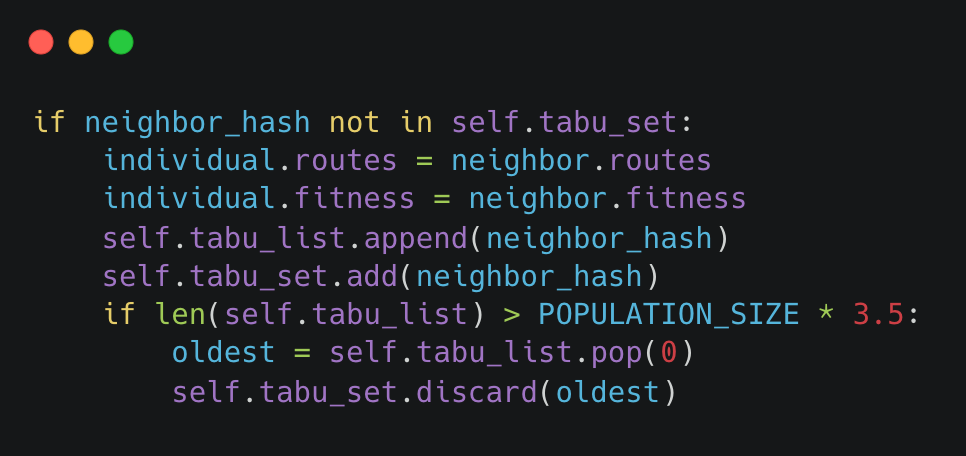 if neighbor_hash not in self.tabu_set:
    individual.routes = neighbor.routes
    individual.fitness = neighbor.fitness
    self.tabu_list.append(neighbor_hash)
    self.tabu_set.add(neighbor_hash)
    if len(self.tabu_list) > POPULATION_SIZE * 3.5:
        oldest = self.tabu_list.pop(0)
        self.tabu_set.discard(oldest)